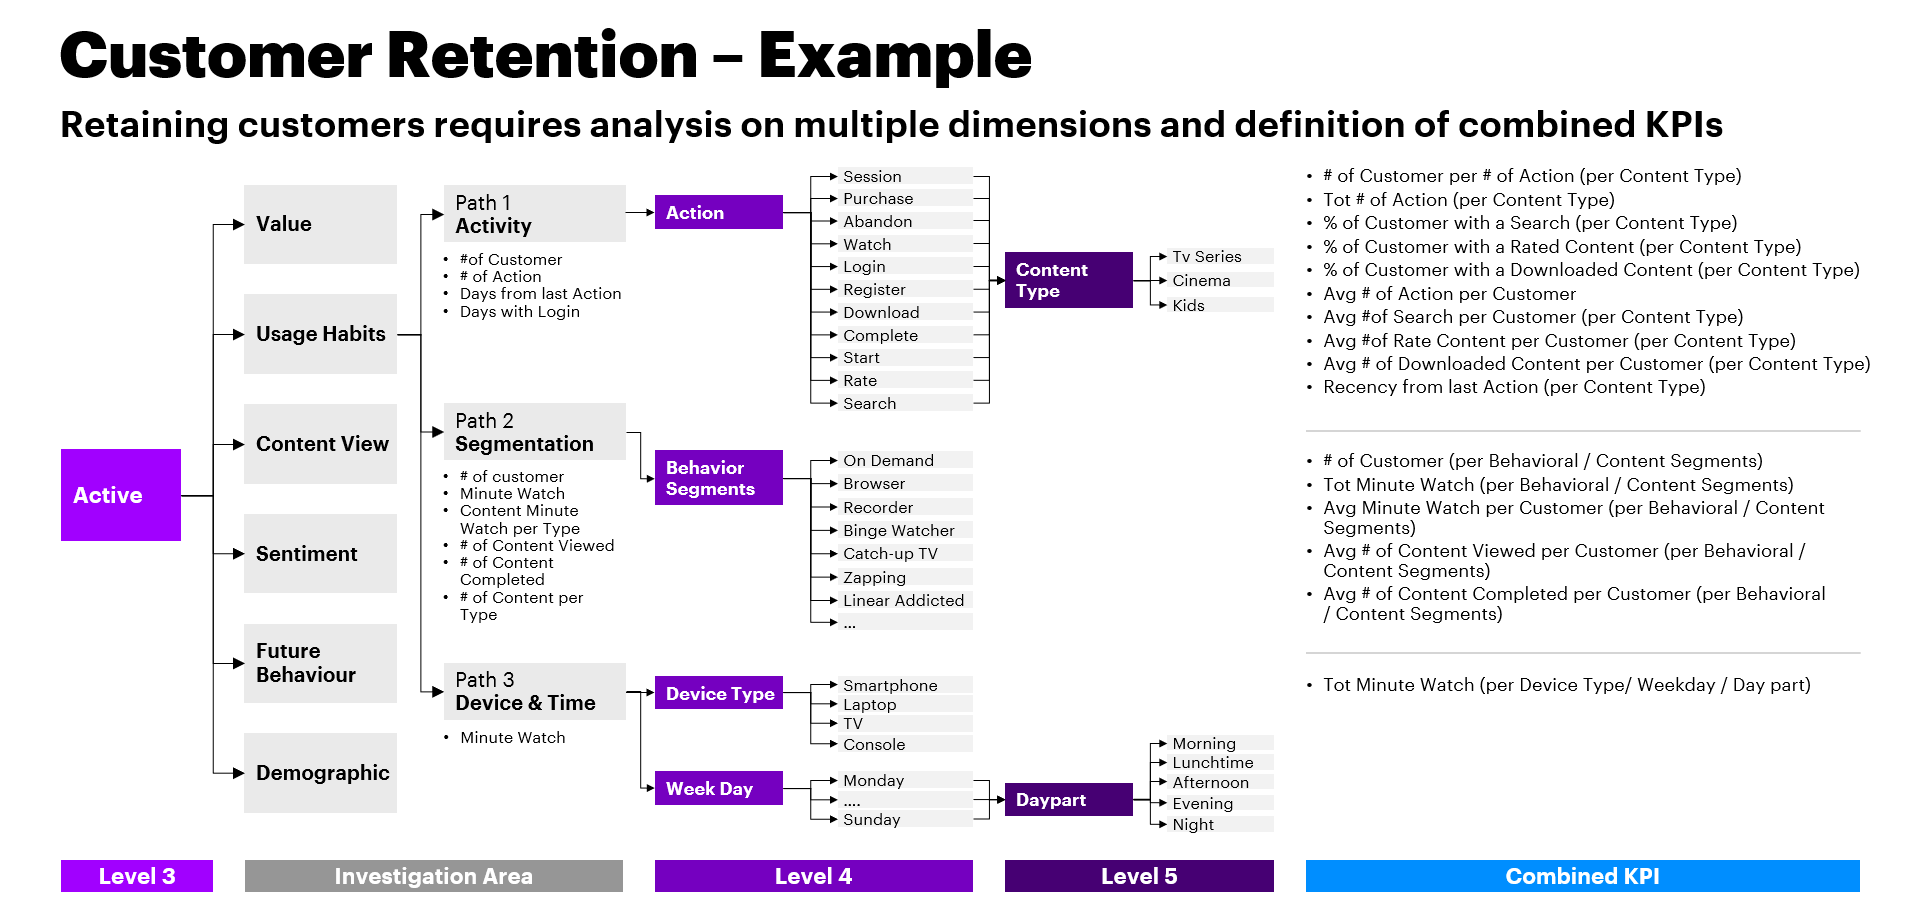 Customer Retention – Example
Retaining customers requires analysis on multiple dimensions and definition of combined KPIs
Active
Value
Usage Habits
Content View
Sentiment
Future
Behaviour
Demographic
Path 1
Activity
• #of Customer
• # of Action
• Days from last Action
• Days with Login
Path 2
Segmentation
• # of customer
• Minute Watch
• Content Minute
Watch per Type
• # of Content Viewed
• # of Content
Completed
• # of Content per
Type
Path 3
Device & Time
• Minute Watch
Action
Session
Purchase
Abandon
Watch
Login
Register
Download
Complete
Start
Rate
Search
Behavior
Segments
On Demand
Browser
Recorder
Binge Watcher
Catch-up TV
Zapping
Linear Addicted
...
Device Type
Smartphone
Laptop
TV
Console
Week Day
Monday
....
Sunday
Content
Type
Tv Series
Cinema
Kids
Daypart
Morning
Lunchtime
Afternoon
Evening
Night
• # of Customer per # of Action (per Content Type)
• Tot # of Action (per Content Type)
• % of Customer with a Search (per Content Type)
• % of Customer with a Rated Content (per Content Type)
• % of Customer with a Downloaded Content (per Content Type)
• Avg # of Action per Customer
• Avg #of Search per Customer (per Content Type)
• Avg #of Rate Content per Customer (per Content Type)
• Avg # of Downloaded Content per Customer (per Content Type)
• Recency from last Action (per Content Type)
• # of Customer (per Behavioral / Content Segments)
• Tot Minute Watch (per Behavioral / Content Segments)
• Avg Minute Watch per Customer (per Behavioral / Content
Segments)
• Avg # of Content Viewed per Customer (per Behavioral /
Content Segments)
• Avg # of Content Completed per Customer (per Behavioral
/ Content Segments)
• Tot Minute Watch (per Device Type/ Weekday / Day part)
Level 3
Investigation Area
Level 4
Level 5
Combined KPI